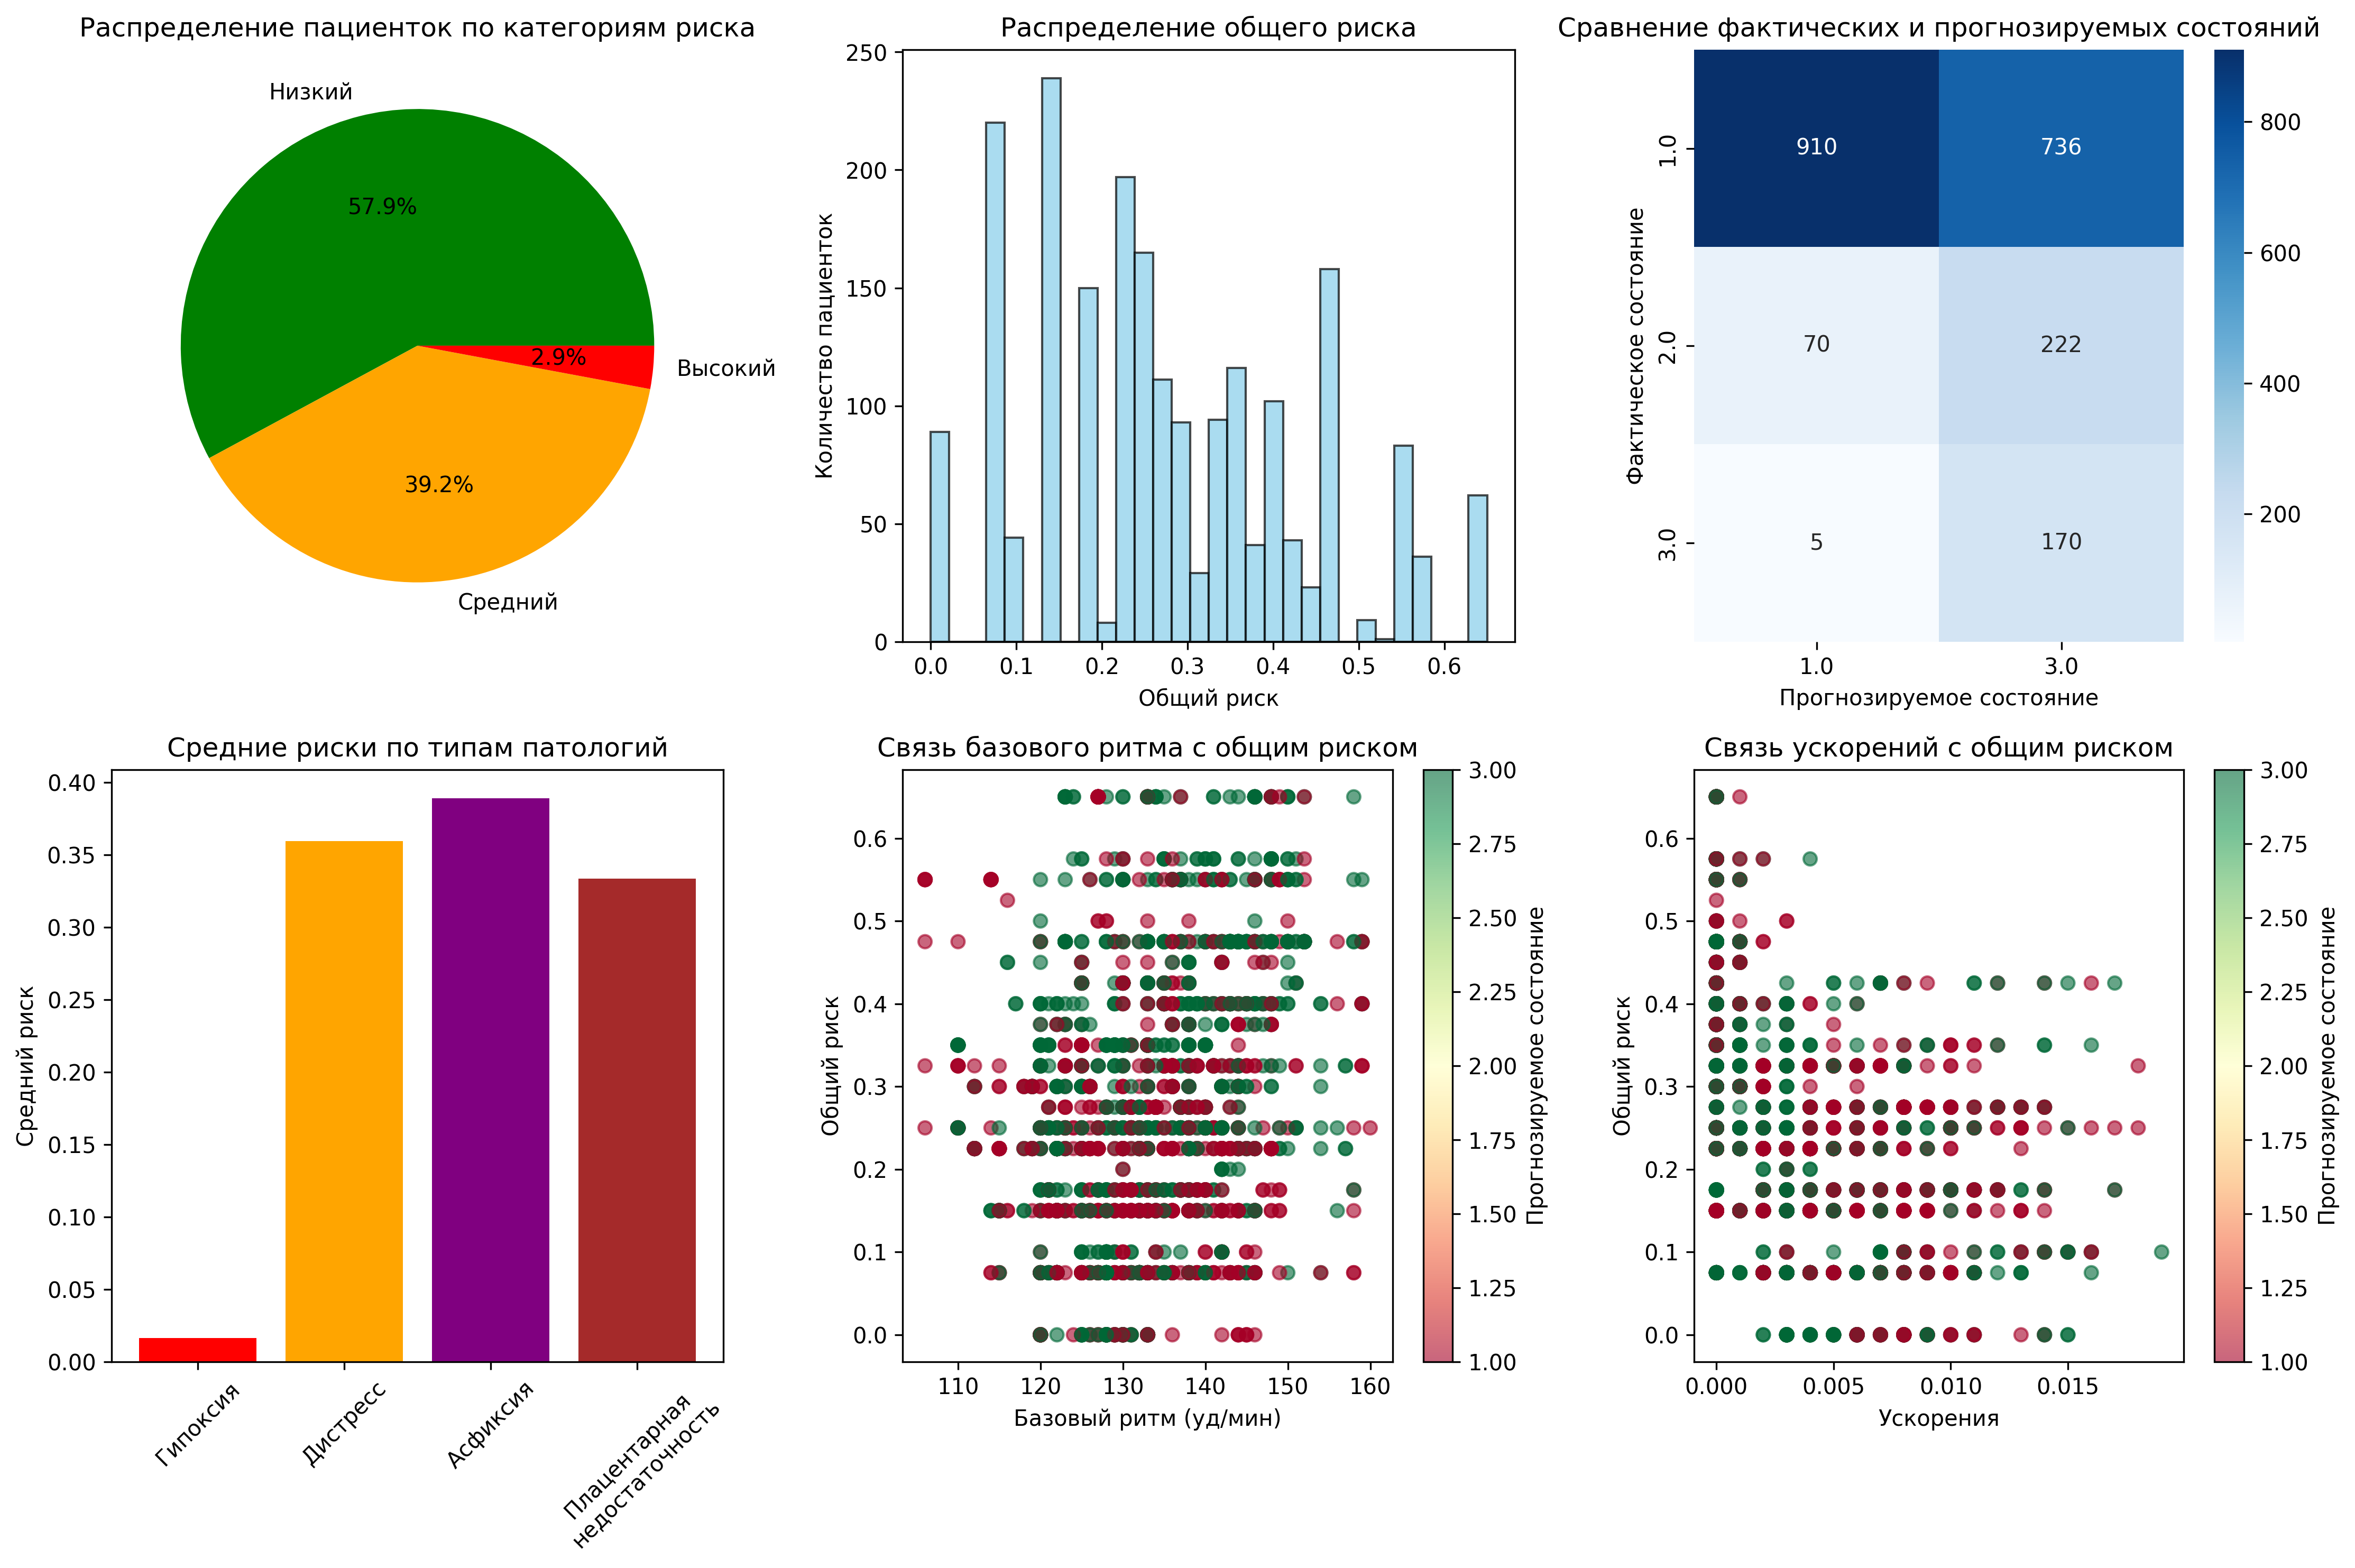 Распределение пациенток по категориям риска
Низкий
57.9%
2.9%
Высокий
39.2%
Средний
Распределение общего риска
Количество пациенток
250
200
150
100
50
0
0.0 0.1 0.2 0.3 0.4 0.5 0.6
Общий риск
Сравнение фактических и прогнозируемых состояний
Фактическое состояние
1.0
2.0
3.0
910 736
70 222
5 170
1.0 3.0
Прогнозируемое состояние
800
600
400
200
Средние риски по типам патологий
Средний риск
0.40
0.35
0.30
0.25
0.20
0.15
0.10
0.05
0.00
Гипоксия
Дистресс
Асфиксия
Плацентарная
недостаточность
Связь базового ритма с общим риском
Общий риск
0.6
0.5
0.4
0.3
0.2
0.1
0.0
110 120 130 140 150 160
Базовый ритм (уд/мин)
3.00
2.75
2.50
2.25
2.00
1.75
1.50
1.25
1.00
Прогнозируемое состояние
Связь ускорений с общим риском
Общий риск
0.6
0.5
0.4
0.3
0.2
0.1
0.0
0.000 0.005 0.010 0.015
Ускорения
3.00
2.75
2.50
2.25
2.00
1.75
1.50
1.25
1.00
Прогнозируемое состояние